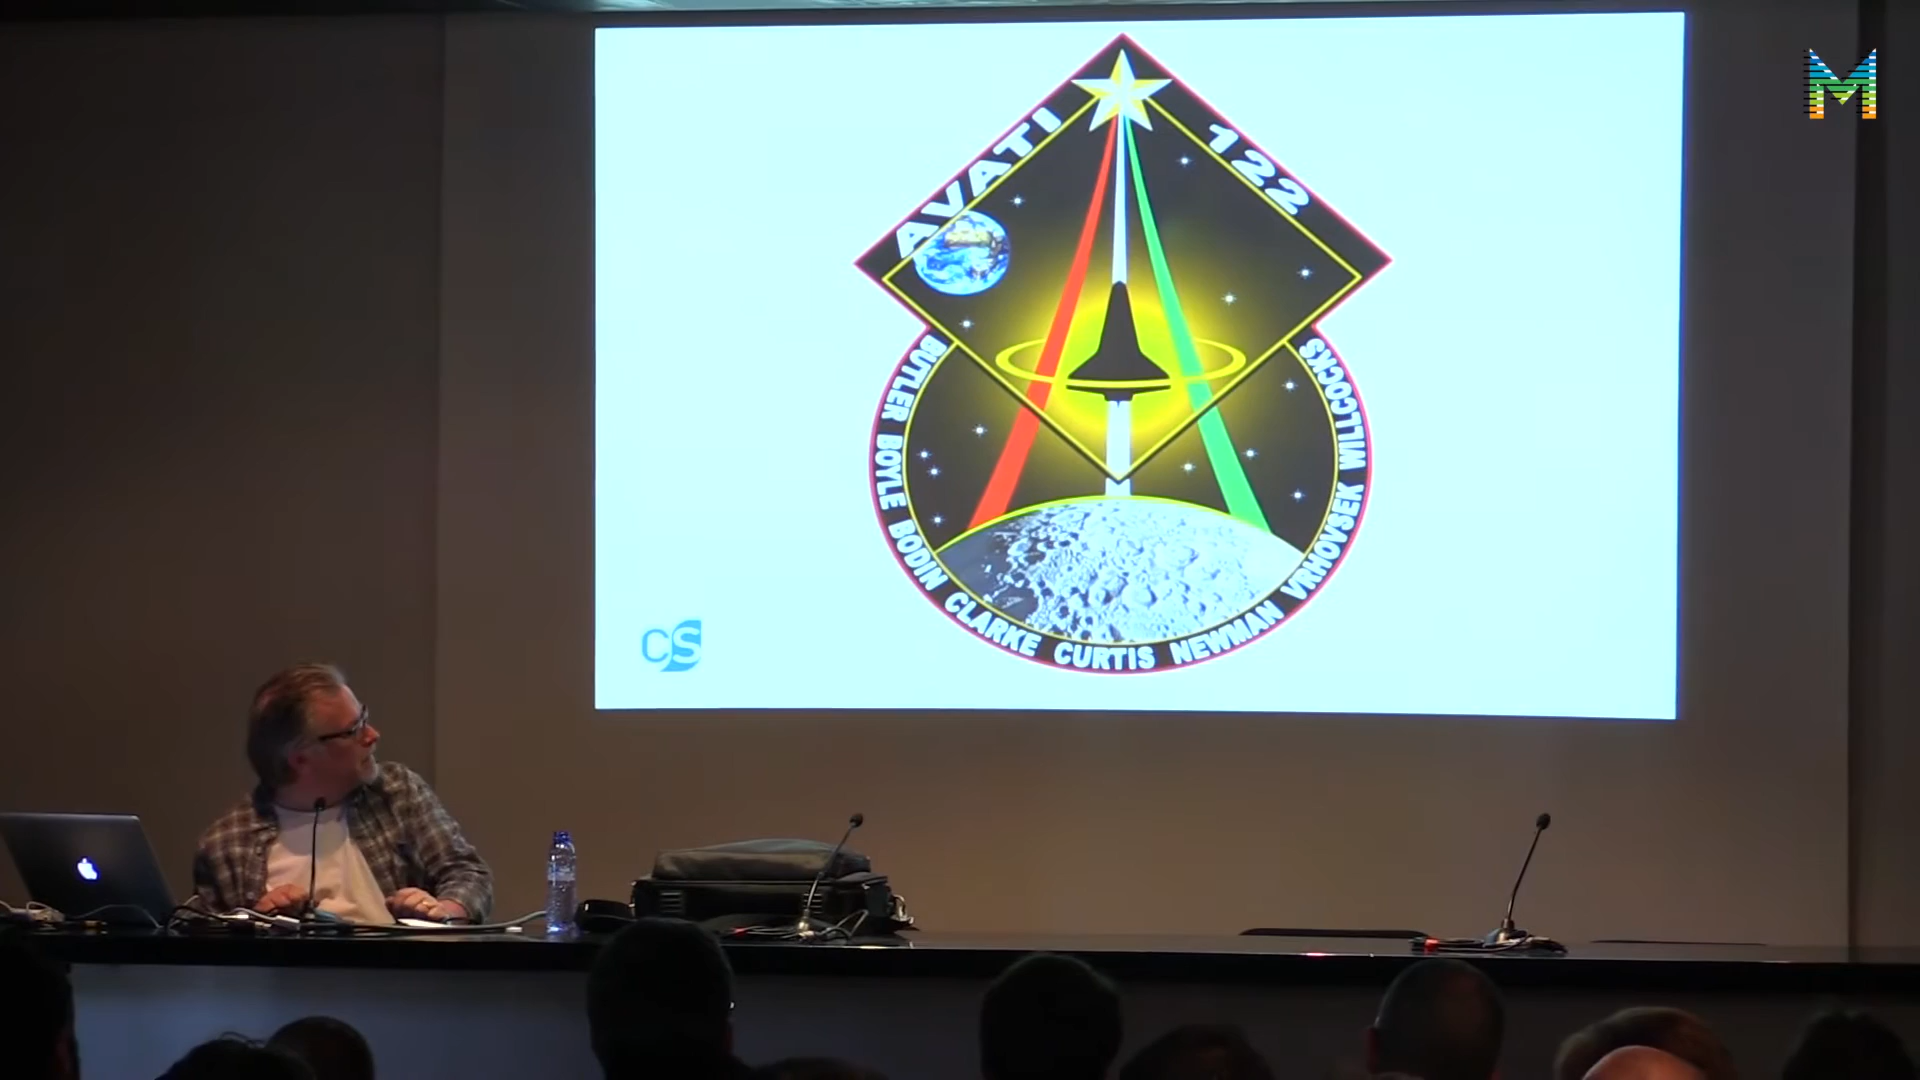 M
AVATI 122
BUTLER BOYLE BODIN CLARKE CURTIS NEWMAN VRHOVSEK WILLCOCKS
CS